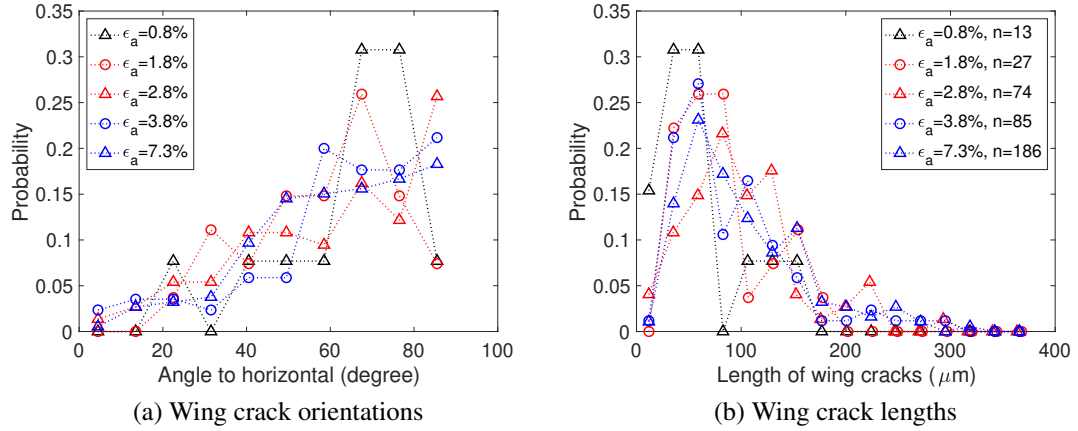 ϵa=0.8%
ϵa=1.8%
ϵa=2.8%
ϵa=3.8%
ϵa=7.3%
0.35
0.3
0.25
0.2
0.15
0.1
0.05
0
Probability
0 20 40 60 80 100
Angle to horizontal (degree)
(a) Wing crack orientations
ϵa=0.8%, n=13
ϵa=1.8%, n=27
ϵa=2.8%, n=74
ϵa=3.8%, n=85
ϵa=7.3%, n=186
0.35
0.3
0.25
0.2
0.15
0.1
0.05
0
Probability
0 100 200 300 400
Length of wing cracks (μm)
(b) Wing crack lengths